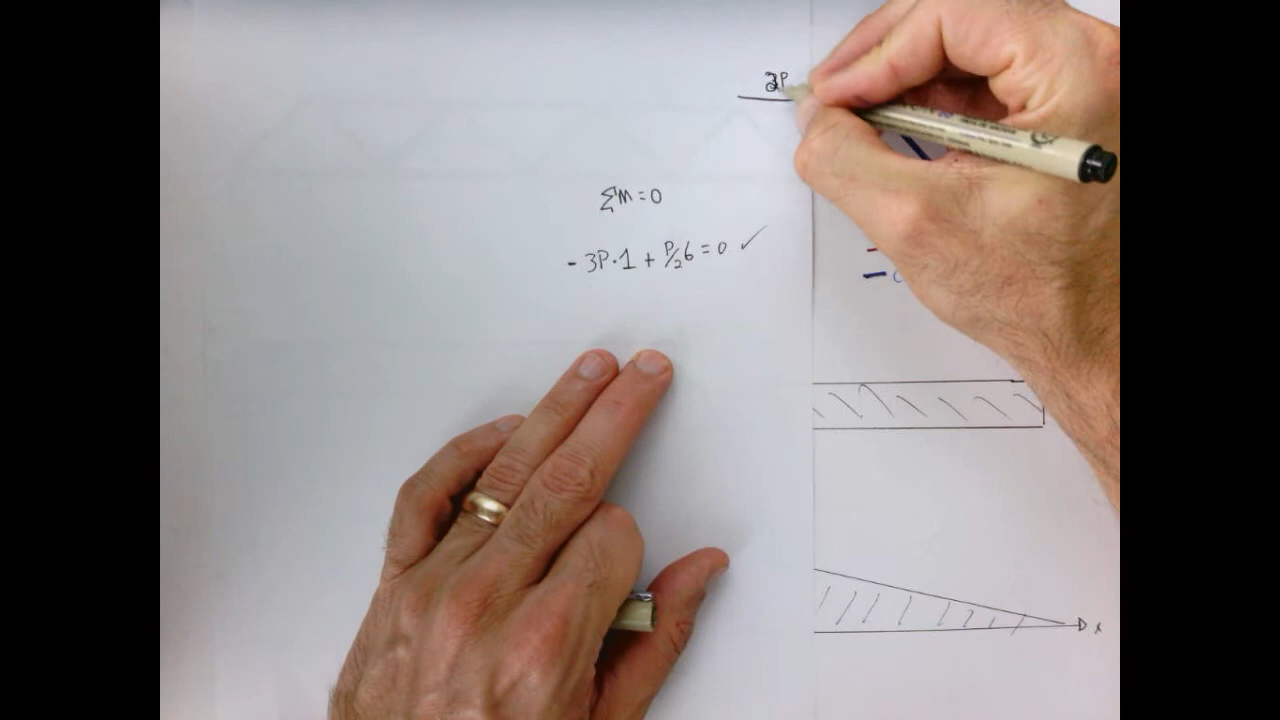 3P
ΣM=0
- 3P·1 + P/2 6 = 0 ✓
x